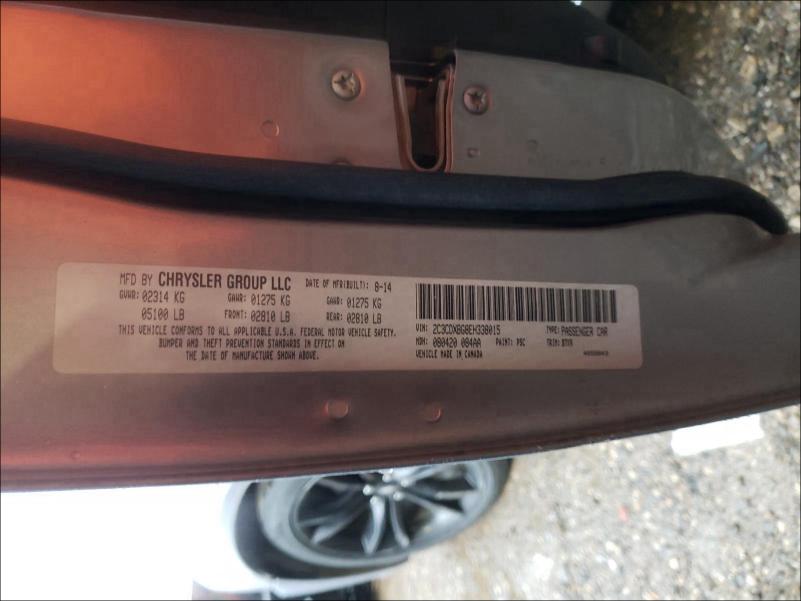 MFD BY CHRYSLER GROUP LLC DATE OF MFR(BUILT): 8-14
GVWR: 02314 KG GAWR: 01275 KG GAWR: 01275 KG
05100 LB FRONT: 02810 LB REAR: 02810 LB
THIS VEHICLE CONFORMS TO ALL APPLICABLE U.S.A. FEDERAL MOTOR VEHICLE SAFETY,
BUMPER AND THEFT PREVENTION STANDARDS IN EFFECT ON
THE DATE OF MANUFACTURE SHOWN ABOVE.
VIN: 2C3CDXBG8EH338015 TYPE: PASSENGER CAR
MDH: 080420 084AA PAINT: PSC TRIM:
VEHICLE MADE IN CANADA